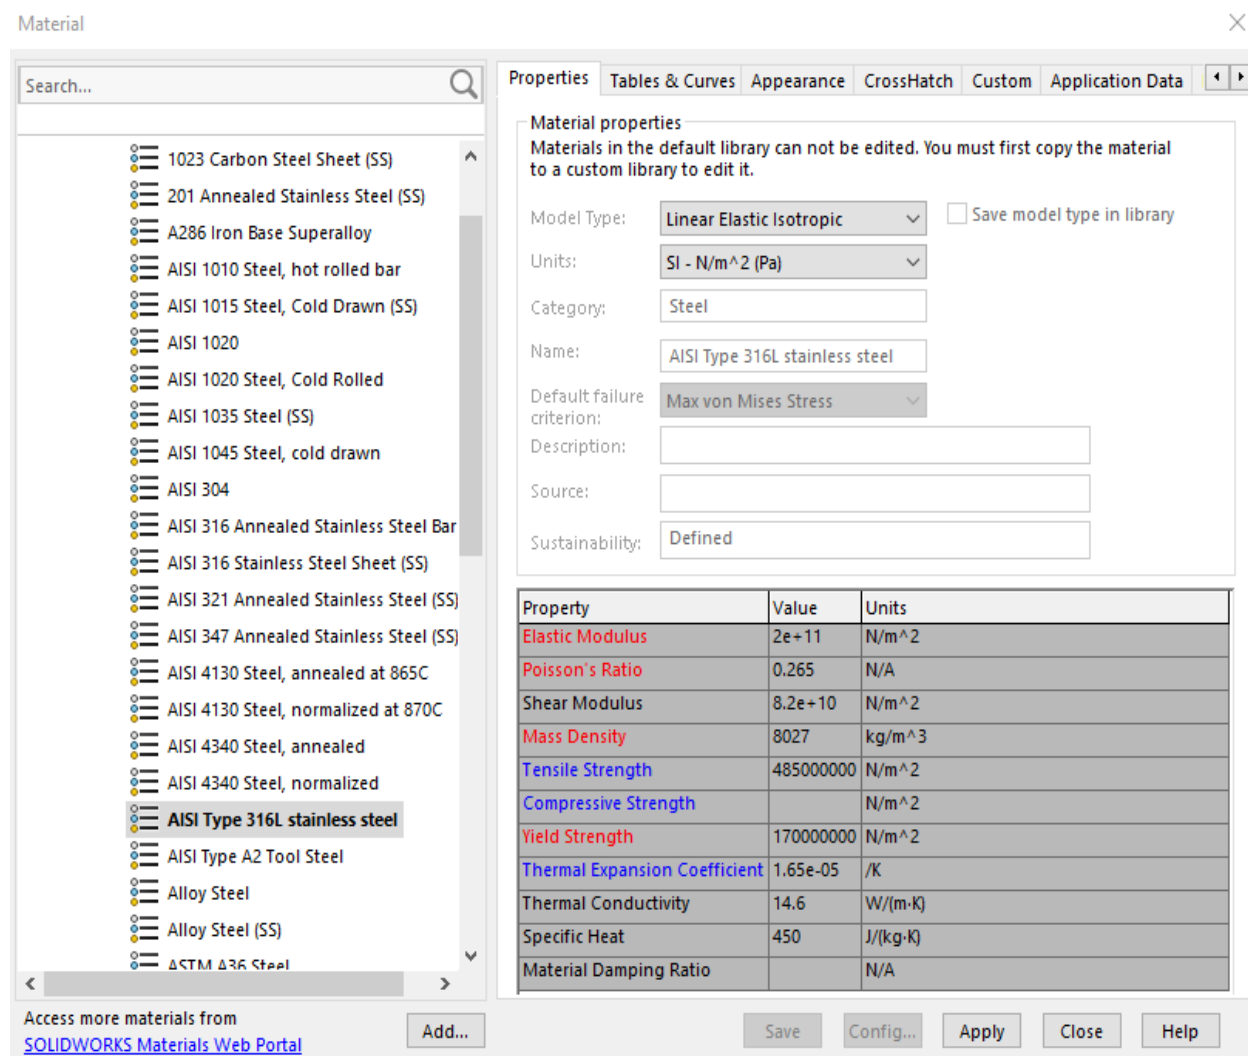 Material
Search...
1023 Carbon Steel Sheet (SS)
201 Annealed Stainless Steel (SS)
A286 Iron Base Superalloy
AISI 1010 Steel, hot rolled bar
AISI 1015 Steel, Cold Drawn (SS)
AISI 1020
AISI 1020 Steel, Cold Rolled
AISI 1035 Steel (SS)
AISI 1045 Steel, cold drawn
AISI 304
AISI 316 Annealed Stainless Steel Bar
AISI 316 Stainless Steel Sheet (SS)
AISI 321 Annealed Stainless Steel (SS)
AISI 347 Annealed Stainless Steel (SS)
AISI 4130 Steel, annealed at 865C
AISI 4130 Steel, normalized at 870C
AISI 4340 Steel, annealed
AISI 4340 Steel, normalized
AISI Type 316L stainless steel
AISI Type A2 Tool Steel
Alloy Steel
Alloy Steel (SS)
ASTM A36 Steel
Access more materials from
SOLIDWORKS Materials Web Portal
Add...
Properties Tables & Curves Appearance CrossHatch Custom Application Data
Material properties
Materials in the default library can not be edited. You must first copy the material
to a custom library to edit it.
Model Type: Linear Elastic Isotropic Save model type in library
Units: SI - N/m^2 (Pa)
Category: Steel
Name: AISI Type 316L stainless steel
Default failure
criterion: Max von Mises Stress
Description:
Source:
Sustainability: Defined
Property Value Units
Elastic Modulus 2e+11 N/m^2
Poisson's Ratio 0.265 N/A
Shear Modulus 8.2e+10 N/m^2
Mass Density 8027 kg/m^3
Tensile Strength 485000000 N/m^2
Compressive Strength N/m^2
Yield Strength 170000000 N/m^2
Thermal Expansion Coefficient 1.65e-05 /K
Thermal Conductivity 14.6 W/(m·K)
Specific Heat 450 J/(kg·K)
Material Damping Ratio N/A
Save Config... Apply Close Help